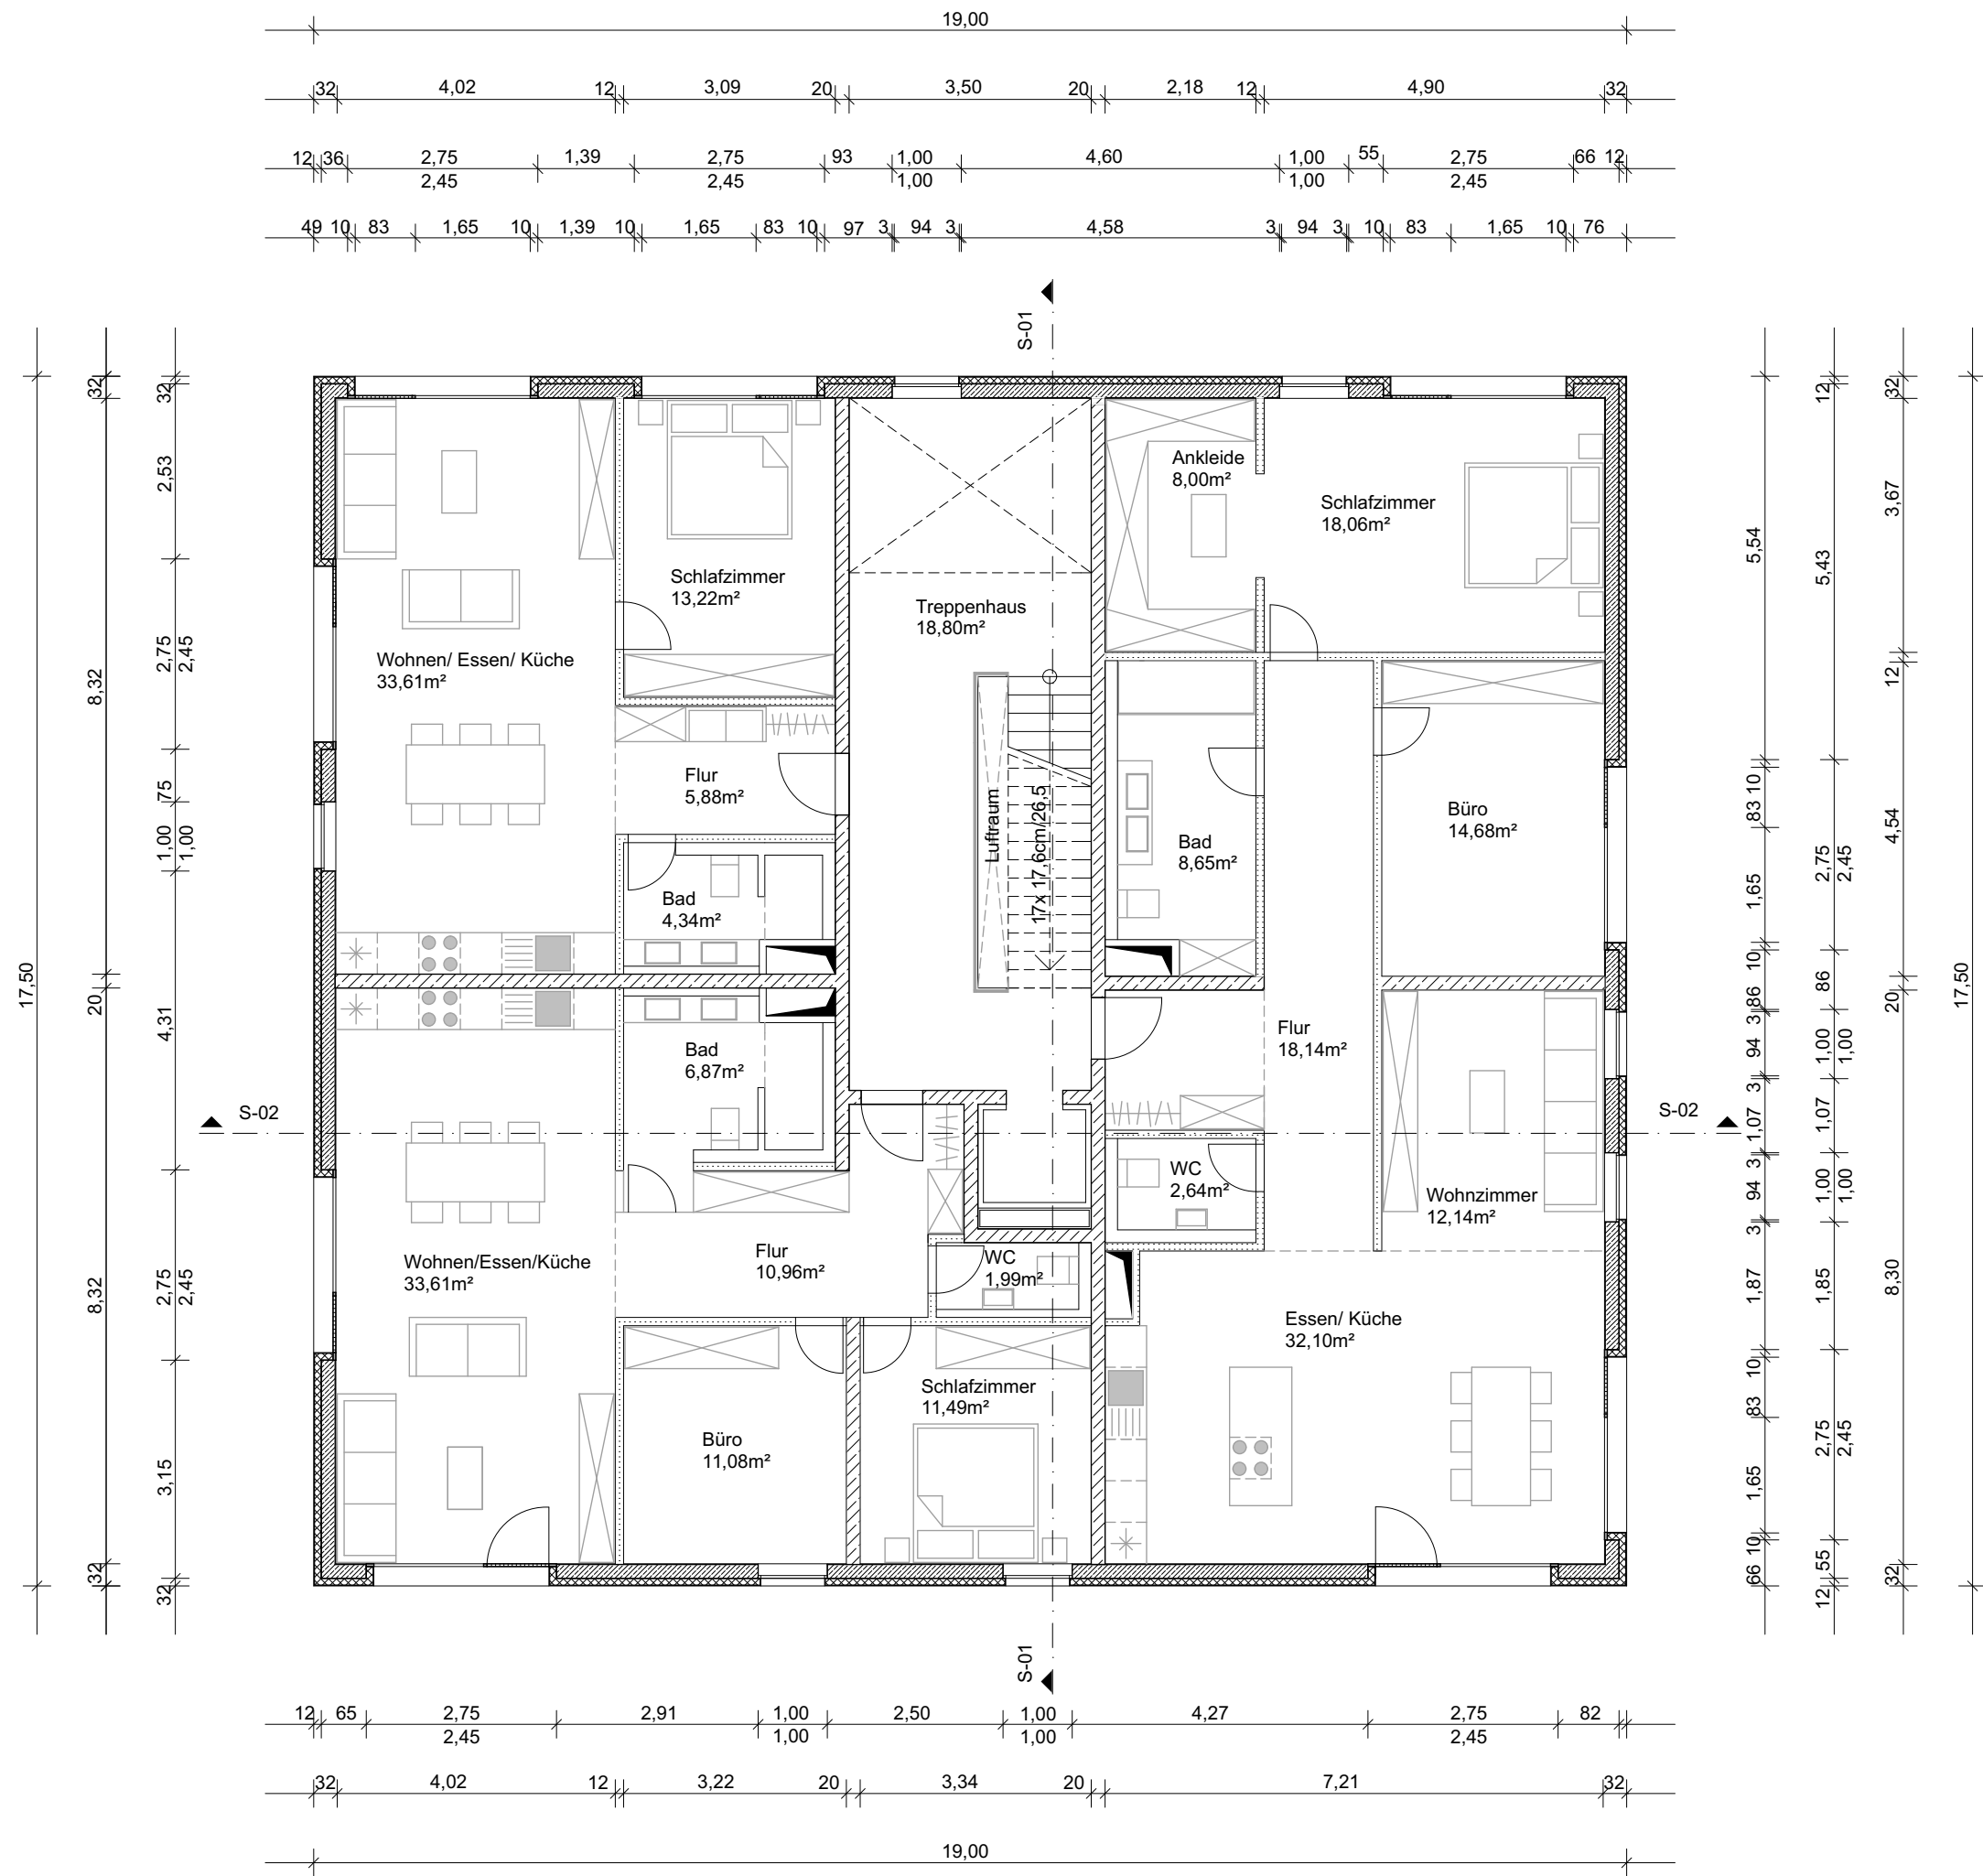 19,00
32 4,02 12 3,09 20 3,50 20 2,18 12 4,90 32
12 36 2,75 1,39 2,75 93 1,00 4,60 1,00 55 2,75 66 12
2,45 2,45 1,00 1,00 2,45
49 10 83 1,65 10 1,39 10 1,65 83 10 97 3 94 3 4,58 3 94 3 10 83 1,65 10 76
S-01
17,50
32 8,32 20 8,32 32
32 2,53 2,75 75 1,00 4,31 2,75 3,15 32
2,45 1,00 2,45
Schlafzimmer
13,22m²
Wohnen/ Essen/ Küche
33,61m²
Flur
5,88m²
Bad
4,34m²
Treppenhaus
18,80m²
Luftraum
17x 17,6cm/26,5
Ankleide
8,00m²
Schlafzimmer
18,06m²
Bad
8,65m²
Büro
14,68m²
Bad
6,87m²
Flur
18,14m²
S-02
S-02
WC
2,64m²
Wohnzimmer
12,14m²
Wohnen/Essen/Küche
33,61m²
Flur
10,96m²
WC
1,99m²
Essen/ Küche
32,10m²
Büro
11,08m²
Schlafzimmer
11,49m²
5,54 10 83 1,65 10 86 3 94 3 1,07 3 94 3 1,87 10 83 1,65 10 66
12 5,43 2,75 86 1,00 1,07 1,00 1,85 2,75 55 12
2,45 1,00 1,00 2,45
32 3,67 12 4,54 20 8,30 32
17,50
S-01
12 65 2,75 2,91 1,00 2,50 1,00 4,27 2,75 82
2,45 1,00 1,00 2,45
32 4,02 12 3,22 20 3,34 20 7,21 32
19,00